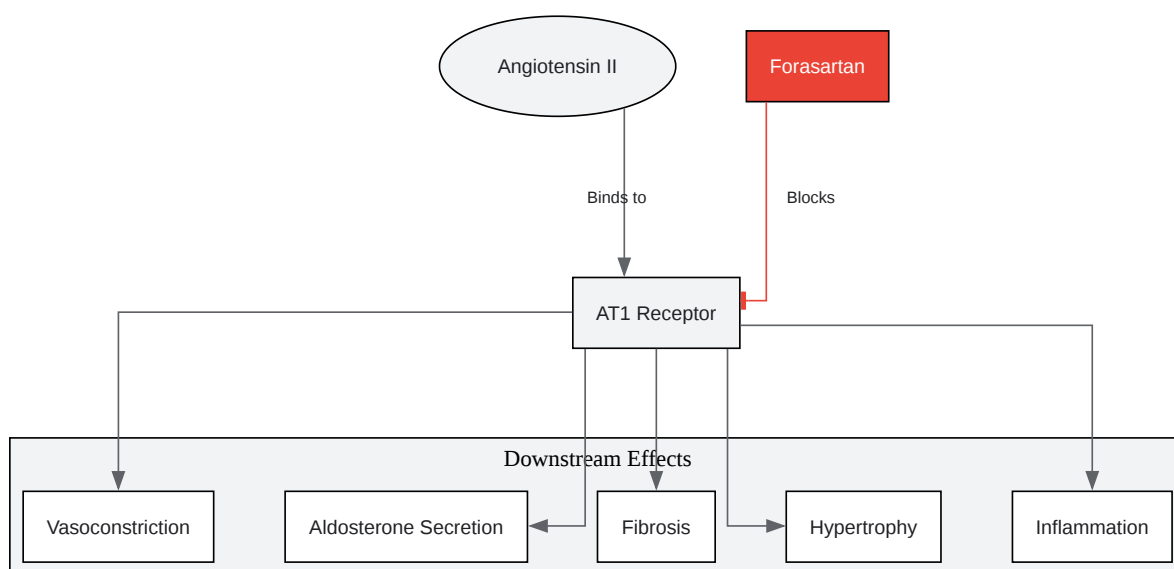 Angiotensin II
Forasartan
Binds to
Blocks
AT1 Receptor
Downstream Effects
Vasoconstriction
Aldosterone Secretion
Fibrosis
Hypertrophy
Inflammation